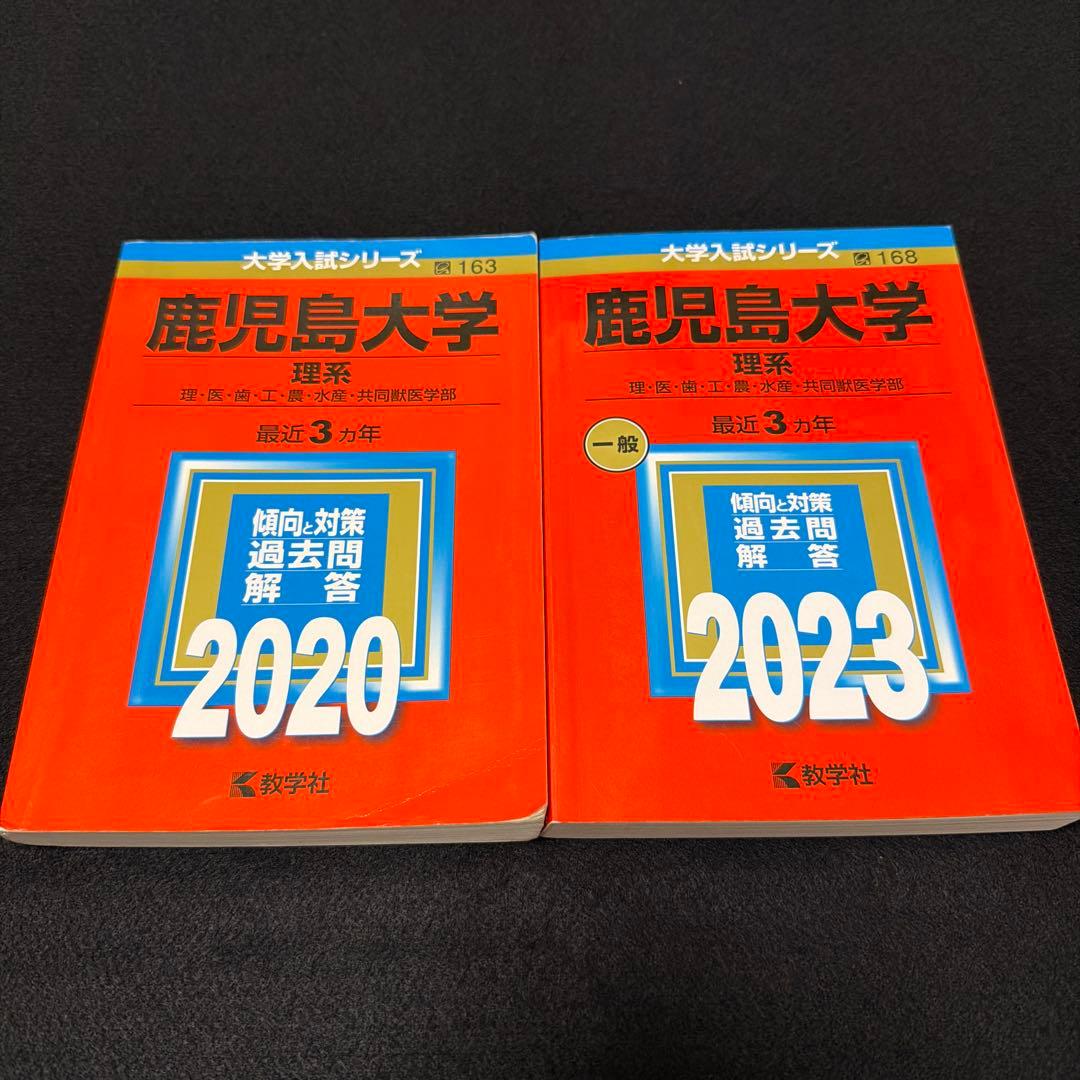 大学入試シリーズ 163
鹿児島大学
理系
理・医・歯・工・農・水産・共同獣医学部
最近3ヵ年
傾向と対策
過去問
解答
2020
教学社
大学入試シリーズ 168
鹿児島大学
理系
理・医・歯・工・農・水産・共同獣医学部
最近3ヵ年
一般
傾向と対策
過去問
解答
2023
教学社